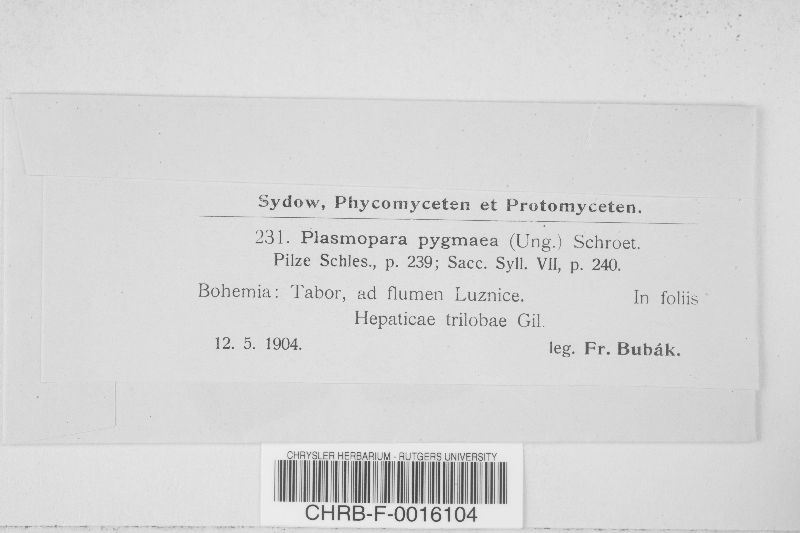 Sydow, Phycomyceten et Protomyceten.
231. Plasmopara pygmaea (Ung.) Schroet.
Pilze Schles., p. 239; Sacc. Syll. VII, p. 240.
Bohemia: Tabor, ad flumen Luznice. In foliis
Hepaticae trilobae Gil.
12. 5. 1904. leg. Fr. Bubák.
CHRYSLER HERBARIUM - RUTGERS UNIVERSITY
CHRB-F-0016104